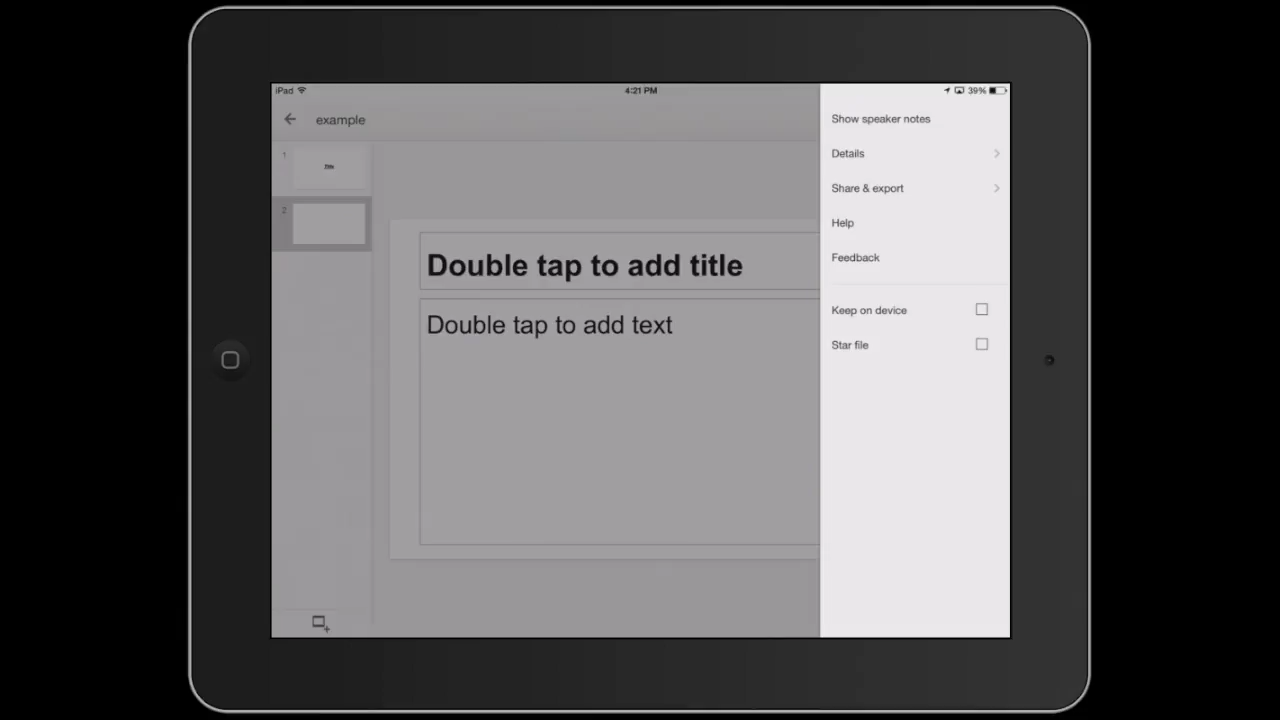 iPad
4:21 PM
39%
example
1
Title
2
Double tap to add title
Double tap to add text
Show speaker notes
Details
Share & export
Help
Feedback
Keep on device
Star file